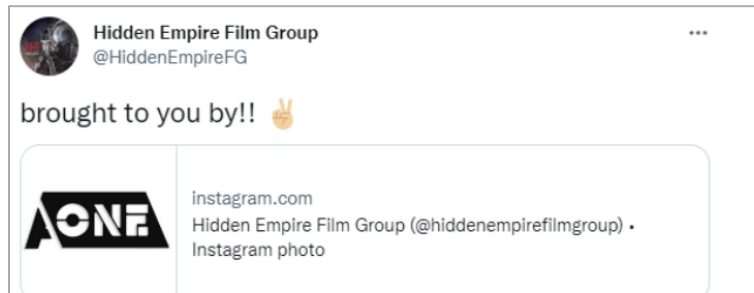 Hidden Empire Film Group
@HiddenEmpireFG
brought to you by!! ✌🏼
AONE
instagram.com
Hidden Empire Film Group (@hiddenempirefilmgroup) •
Instagram photo